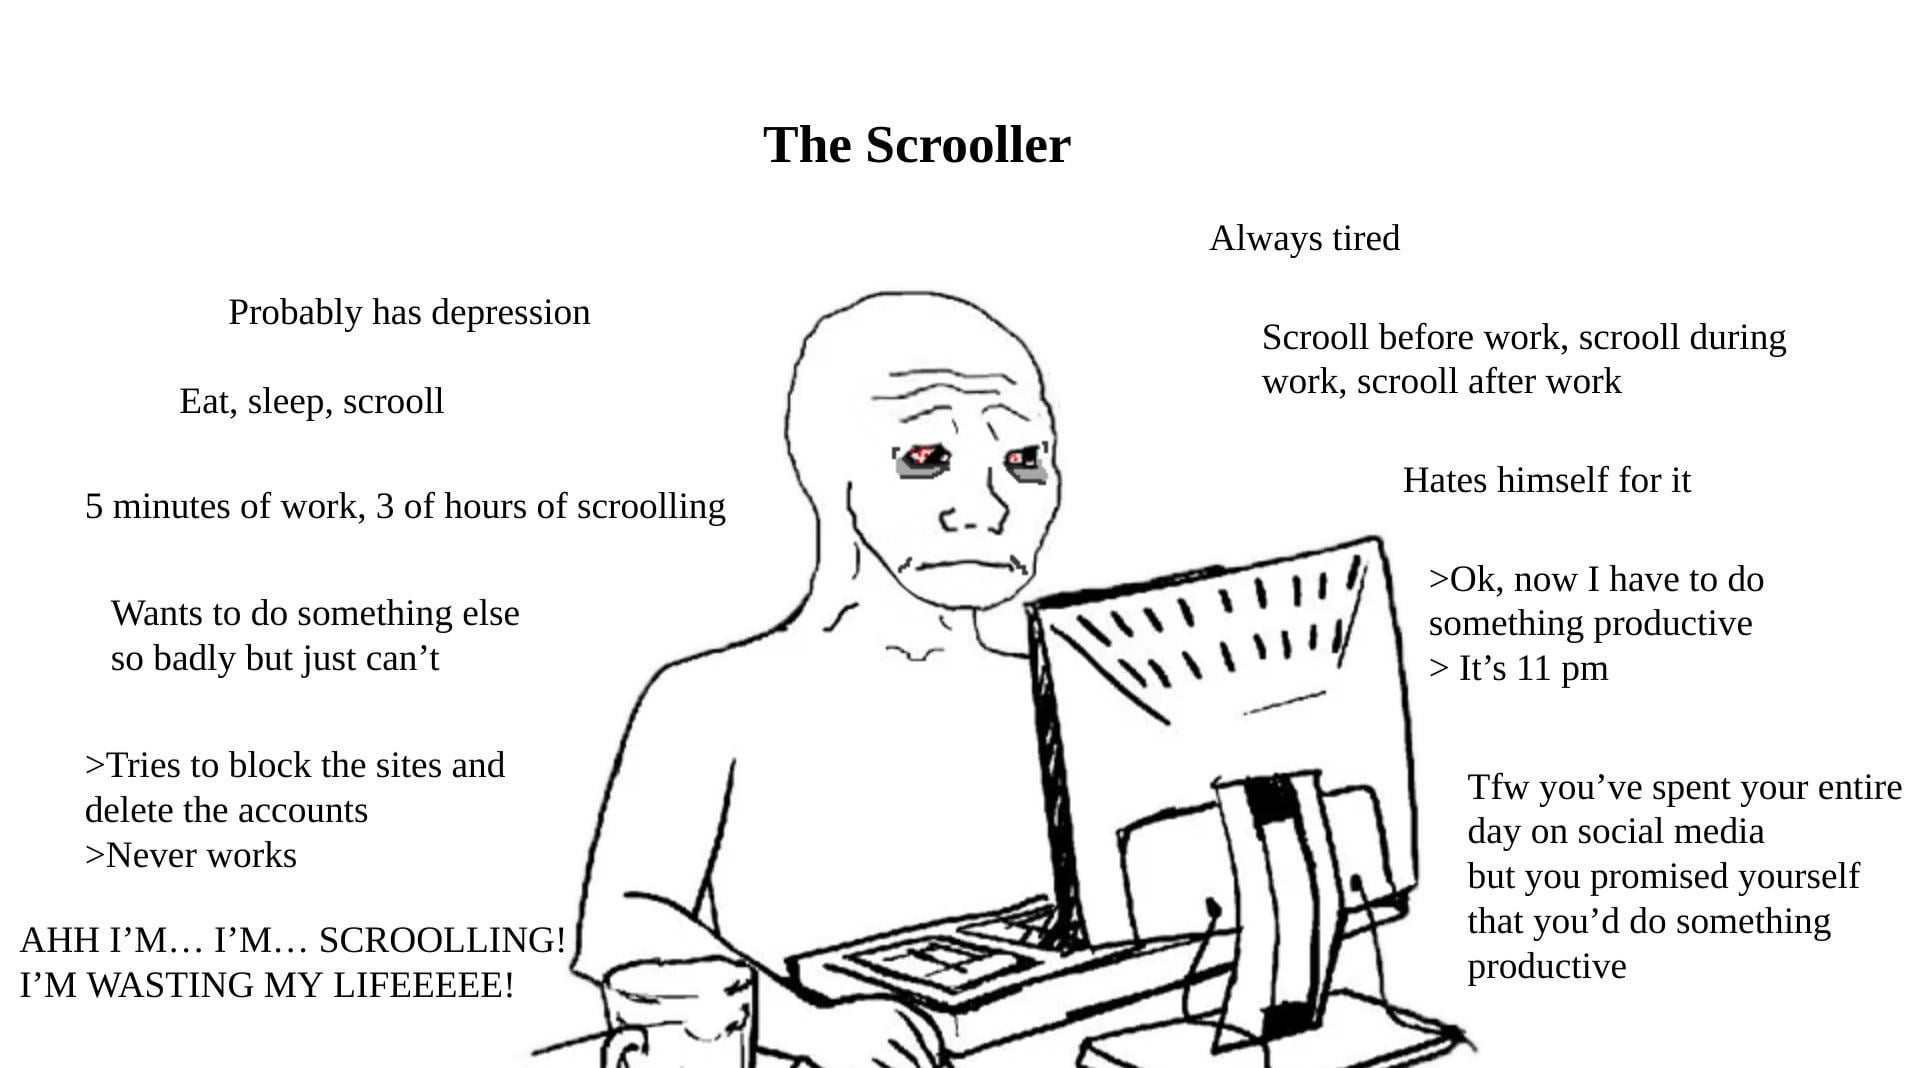 The Scrooller
Always tired
Probably has depression
Scrooll before work, scrooll during
work, scrooll after work
Eat, sleep, scrooll
Hates himself for it
5 minutes of work, 3 of hours of scroolling
>Ok, now I have to do
something productive
> It’s 11 pm
Wants to do something else
so badly but just can’t
>Tries to block the sites and
delete the accounts
>Never works
Tfw you’ve spent your entire
day on social media
but you promised yourself
that you’d do something
productive
AHH I’M… I’M… SCROOLLING!
I’M WASTING MY LIFEEEEE!